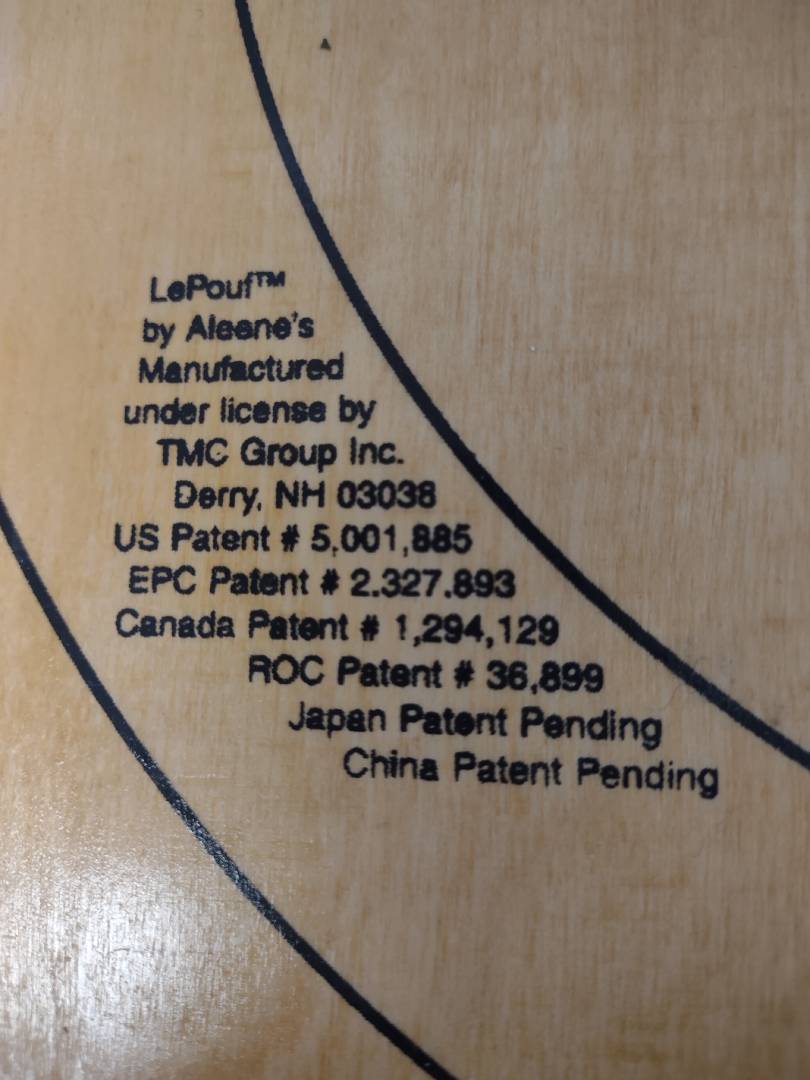 LePouf™
by Aleene's
Manufactured
under license by
TMC Group Inc.
Derry, NH 03038
US Patent # 5,001,885
EPC Patent # 2.327.893
Canada Patent # 1,294,129
ROC Patent # 36,899
Japan Patent Pending
China Patent Pending